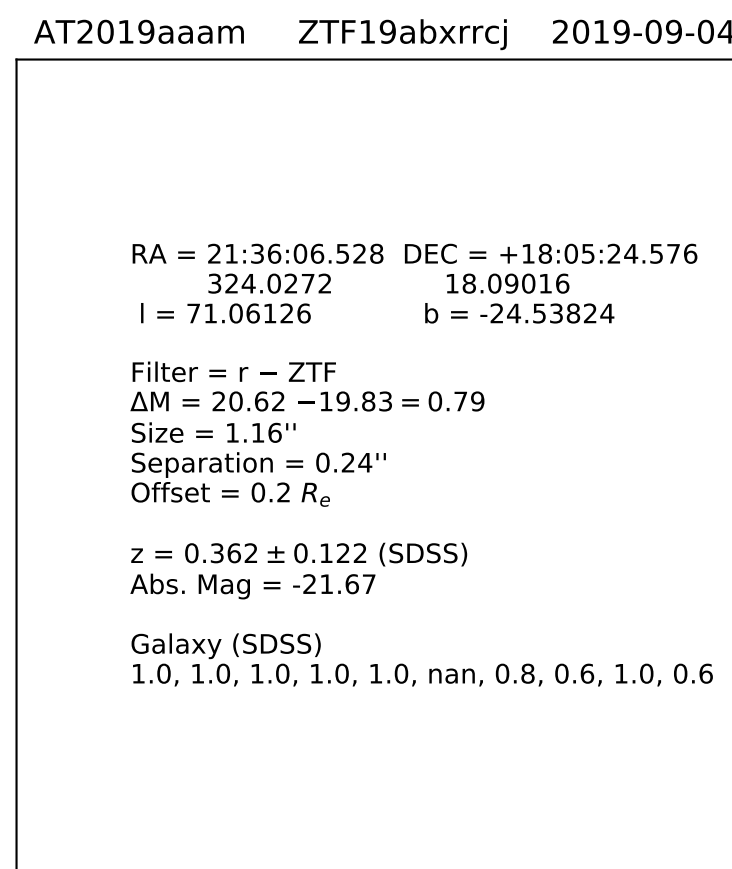 AT2019aaam ZTF19abxrrcj 2019-09-04
RA = 21:36:06.528 DEC = +18:05:24.576
324.0272 18.09016
l = 71.06126 b = -24.53824
Filter = r − ZTF
ΔM = 20.62 −19.83 = 0.79
Size = 1.16''
Separation = 0.24''
Offset = 0.2 Rₑ
z = 0.362 ± 0.122 (SDSS)
Abs. Mag = -21.67
Galaxy (SDSS)
1.0, 1.0, 1.0, 1.0, 1.0, nan, 0.8, 0.6, 1.0, 0.6